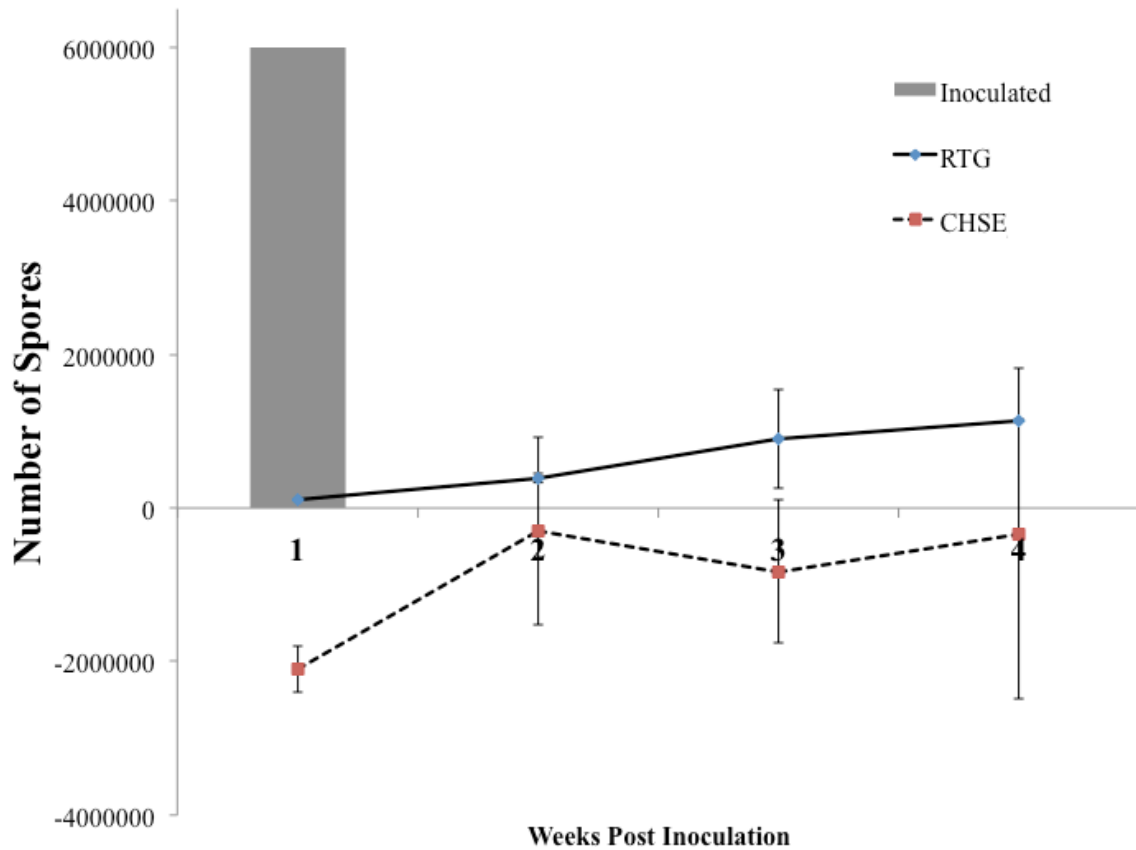 6000000
Inoculated
RTG
4000000
CHSE
Number of Spores
2000000
0
1 2 3 4
-2000000
-4000000
Weeks Post Inoculation